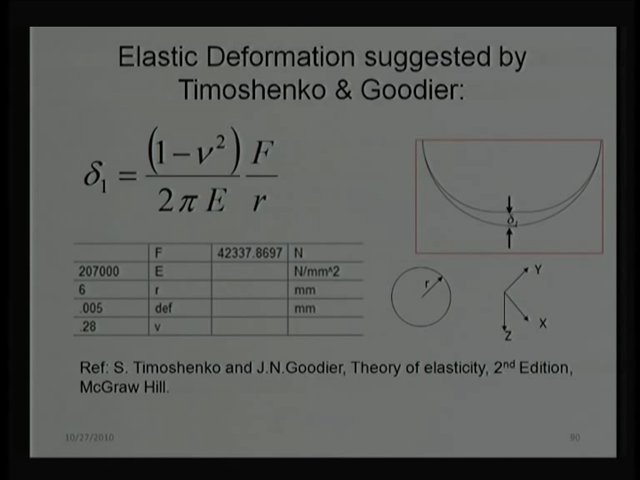 Elastic Deformation suggested by
Timoshenko & Goodier:
δ₁ = (1−ν²) / 2πE F / r
δ₁
F 42337.8697 N
207000 E N/mm^2
6 r mm
.005 def mm
.28 v
r
Y
X
Z
Ref: S. Timoshenko and J.N.Goodier, Theory of elasticity, 2nd Edition,
McGraw Hill.
10/27/2010 90